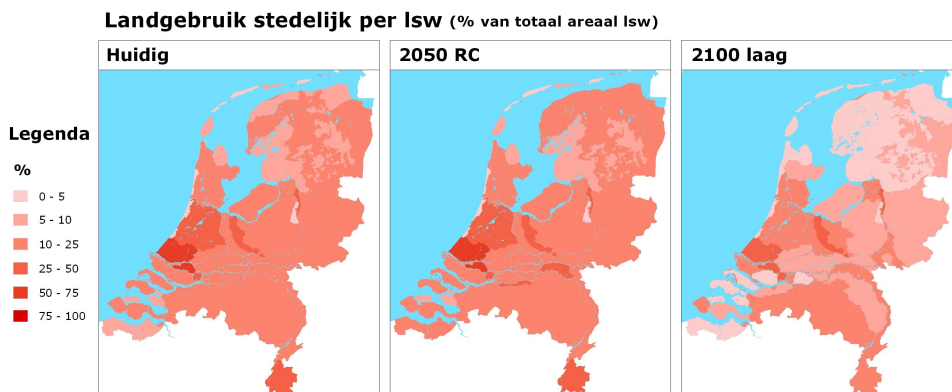 Landgebruik stedelijk per lsw (% van totaal areaal lsw)
Huidig
2050 RC
2100 laag
Legenda
%
0 - 5
5 - 10
10 - 25
25 - 50
50 - 75
75 - 100